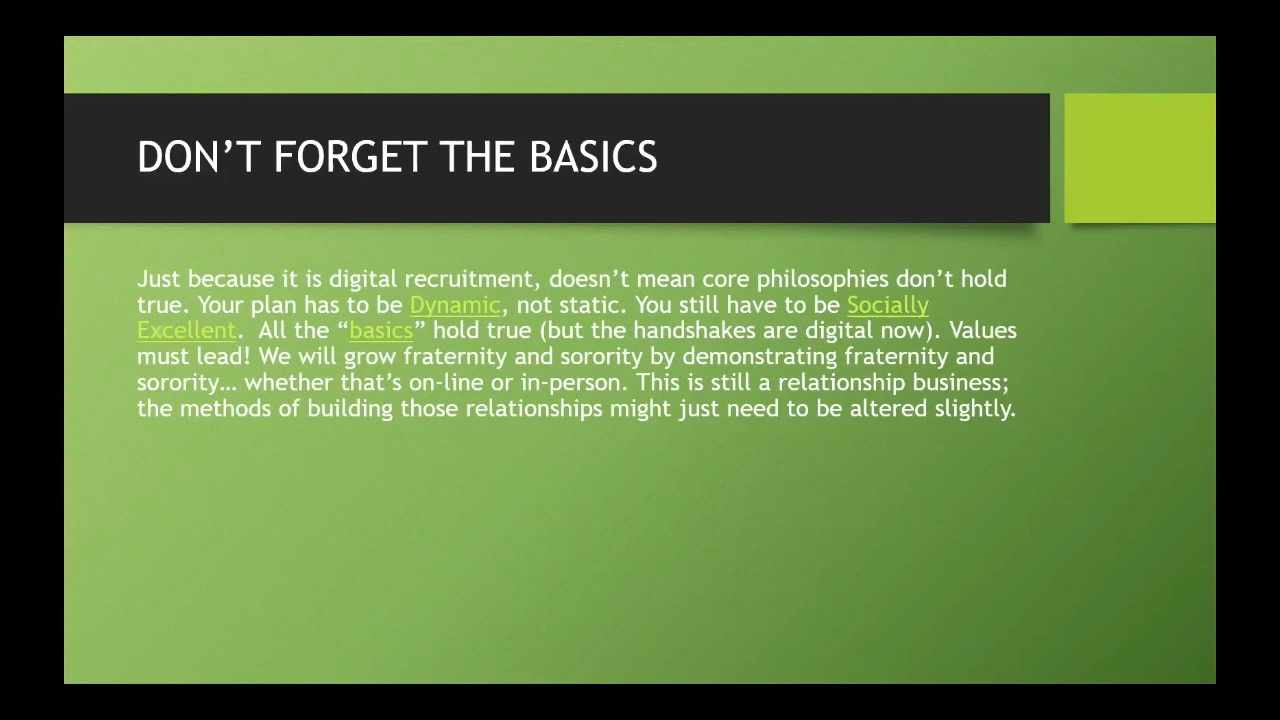 DON’T FORGET THE BASICS
Just because it is digital recruitment, doesn’t mean core philosophies don’t hold
true. Your plan has to be Dynamic, not static. You still have to be Socially
Excellent.  All the “basics” hold true (but the handshakes are digital now). Values
must lead! We will grow fraternity and sorority by demonstrating fraternity and
sorority… whether that’s on-line or in-person. This is still a relationship business;
the methods of building those relationships might just need to be altered slightly.